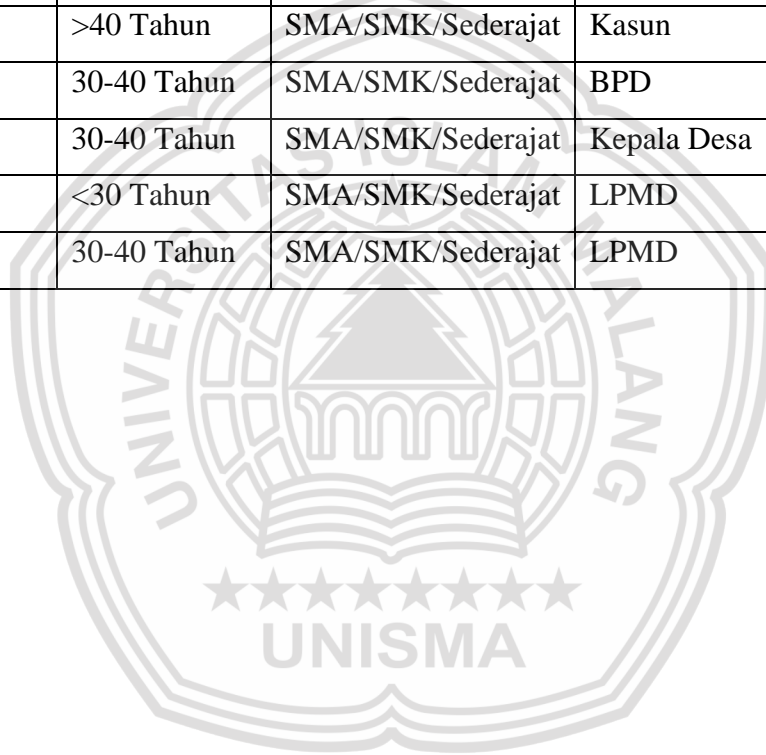 >40 Tahun SMA/SMK/Sederajat Kasun
30-40 Tahun SMA/SMK/Sederajat BPD
30-40 Tahun SMA/SMK/Sederajat Kepala Desa
<30 Tahun SMA/SMK/Sederajat LPMD
30-40 Tahun SMA/SMK/Sederajat LPMD
UNIVERSITAS ISLAM MALANG
UNISMA